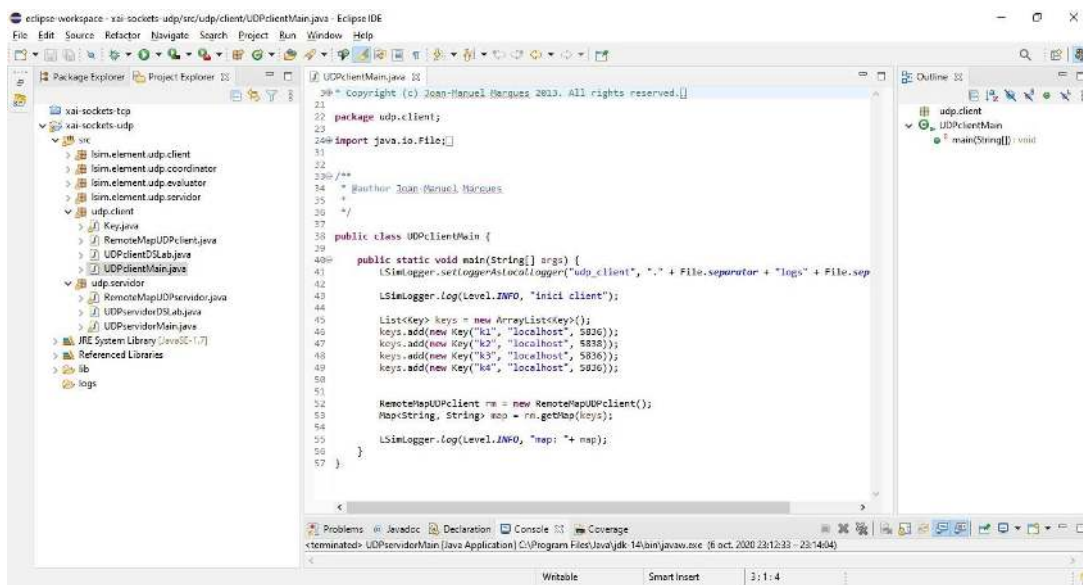 eclipse-workspace - xai-sockets-udp/src/udp/client/UDPclientMain.java - Eclipse IDE
File Edit Source Refactor Navigate Search Project Run Window Help
Package Explorer Project Explorer
xai-sockets-tcp
xai-sockets-udp
src
lsim.element.udp.client
lsim.element.udp.coordinator
lsim.element.udp.evaluator
lsim.element.udp.servidor
udp.client
Key.java
RemoteMapUDPclient.java
UDPclientDSLab.java
UDPclientMain.java
udp.servidor
RemoteMapUDPservidor.java
UDPservidorDSLab.java
UDPservidorMain.java
JRE System Library [JavaSE-1.7]
Referenced Libraries
lib
logs
UDPclientMain.java
3 * Copyright (c) Joan-Manuel Marques 2013. All rights reserved.
21
22 package udp.client;
23
24 import java.io.File;
31
32
33 /**
34 * @author Joan-Manuel Marques
35 *
36 */
37
38 public class UDPclientMain {
39
40 public static void main(String[] args) {
41 LSimLogger.setLoggerAsLocalLogger("udp_client", "." + File.separator + "logs" + File.sep
42
43 LSimLogger.log(Level.INFO, "inici client");
44
45 List<Key> keys = new ArrayList<Key>();
46 keys.add(new Key("k1", "localhost", 5836));
47 keys.add(new Key("k2", "localhost", 5838));
48 keys.add(new Key("k3", "localhost", 5836));
49 keys.add(new Key("k4", "localhost", 5836));
50
51
52 RemoteMapUDPclient rm = new RemoteMapUDPclient();
53 Map<String, String> map = rm.getMap(keys);
54
55 LSimLogger.log(Level.INFO, "map: "+ map);
56 }
57 }
Outline
udp.client
UDPclientMain
main(String[]) : void
Problems Javadoc Declaration Console Coverage
<terminated> UDPservidorMain [Java Application] C:\Program Files\Java\jdk-14\bin\javaw.exe (6 oct. 2020 23:12:33 – 23:14:04)
Writable Smart Insert 3 : 1 : 4